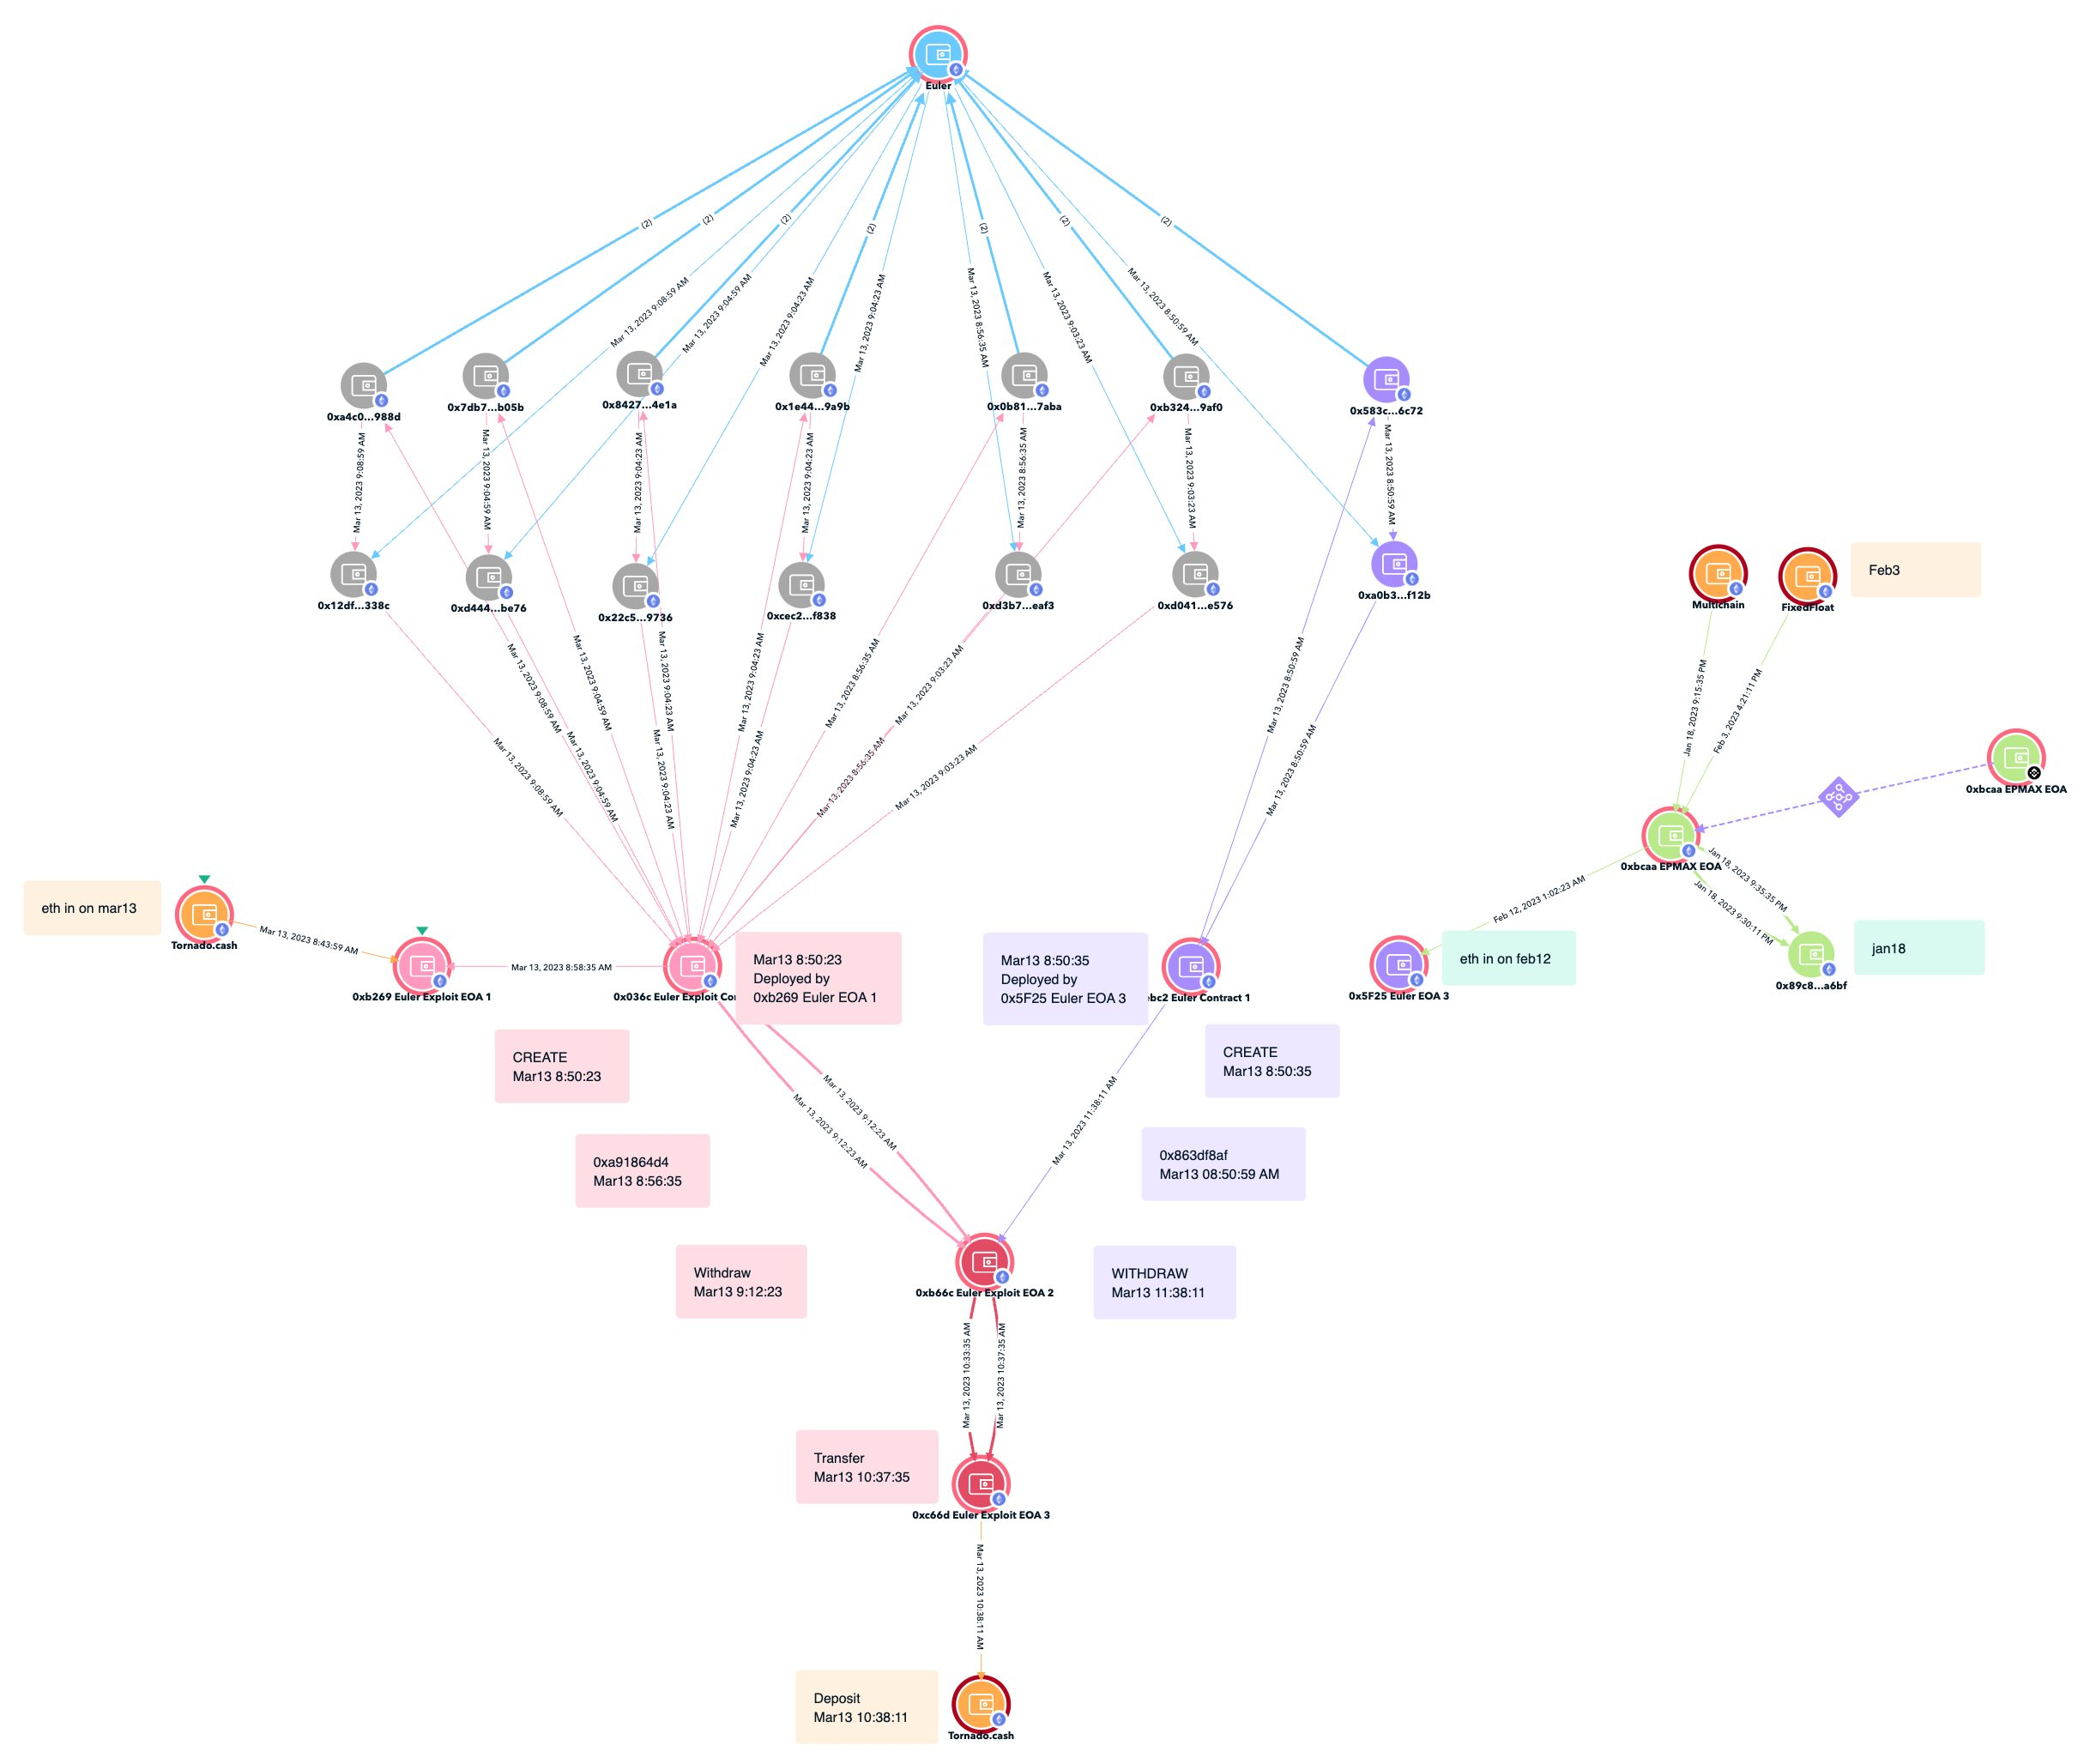 Euler
(2)
(2)
(2)
(2)
(2)
(2)
(2)
Mar 13, 2023 9:08:59 AM
Mar 13, 2023 9:04:59 AM
Mar 13, 2023 9:04:23 AM
Mar 13, 2023 9:04:23 AM
Mar 13, 2023 8:56:35 AM
Mar 13, 2023 9:03:23 AM
Mar 13, 2023 8:50:59 AM
0xa4c0...988d
0x7db7...b05b
0x8427...4e1a
0x1e44...9a9b
0x0b81...7aba
0xb324...9af0
0x583c...6c72
Mar 13, 2023 9:08:59 AM
Mar 13, 2023 9:04:59 AM
Mar 13, 2023 9:04:23 AM
Mar 13, 2023 9:04:23 AM
Mar 13, 2023 8:56:35 AM
Mar 13, 2023 9:03:23 AM
Mar 13, 2023 8:50:59 AM
0x12df...338c
0xd444...be76
0x22c5...9736
0xcec2...f838
0xd3b7...eaf3
0xd041...e576
0xa0b3...f12b
Multichain
FixedFloat
Feb3
Mar 13, 2023 9:08:59 AM
Mar 13, 2023 9:08:59 AM
Mar 13, 2023 9:04:59 AM
Mar 13, 2023 9:04:59 AM
Mar 13, 2023 9:04:23 AM
Mar 13, 2023 9:04:23 AM
Mar 13, 2023 9:04:23 AM
Mar 13, 2023 9:04:23 AM
Mar 13, 2023 8:56:35 AM
Mar 13, 2023 8:56:35 AM
Mar 13, 2023 9:03:23 AM
Mar 13, 2023 9:03:23 AM
Mar 13, 2023 8:50:59 AM
Mar 13, 2023 8:50:59 AM
Jan 18, 2023 9:15:35 PM
Feb 3, 2023 4:21:11 PM
0xbcaa EPMAX EOA
0xbcaa EPMAX EOA
Jan 18, 2023 9:35:35 PM
Jan 18, 2023 9:30:11 PM
Feb 12, 2023 1:02:23 AM
eth in on mar13
Tornado.cash
Mar 13, 2023 8:43:59 AM
0xb269 Euler Exploit EOA 1
Mar 13, 2023 8:58:35 AM
0x036c Euler Exploit Co
Mar13 8:50:23
Deployed by
0xb269 Euler EOA 1
Mar13 8:50:35
Deployed by
0x5F25 Euler EOA 3
ebc2 Euler Contract 1
0x5F25 Euler EOA 3
eth in on feb12
0x89c8...a6bf
jan18
CREATE
Mar13 8:50:23
CREATE
Mar13 8:50:35
Mar 13, 2023 9:12:23 AM
Mar 13, 2023 9:12:23 AM
Mar 13, 2023 11:38:11 AM
0xa91864d4
Mar13 8:56:35
0x863df8af
Mar13 08:50:59 AM
Withdraw
Mar13 9:12:23
WITHDRAW
Mar13 11:38:11
0xb66c Euler Exploit EOA 2
Mar 13, 2023 10:33:35 AM
Mar 13, 2023 10:37:35 AM
Transfer
Mar13 10:37:35
0xc66d Euler Exploit EOA 3
Mar 13, 2023 10:38:11 AM
Deposit
Mar13 10:38:11
Tornado.cash